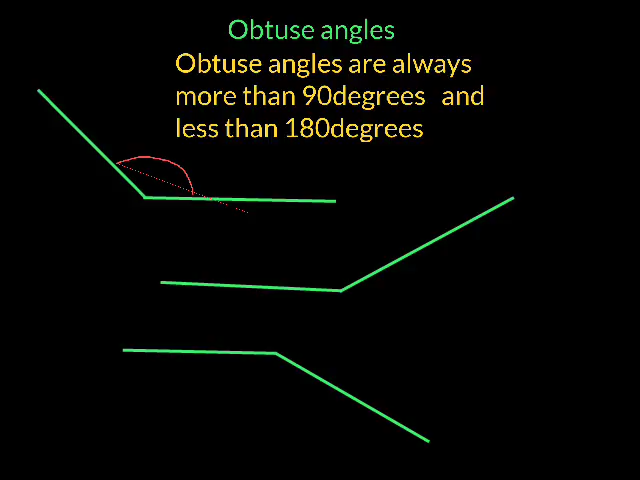 Obtuse angles
Obtuse angles are always
more than 90degrees and
less than 180degrees